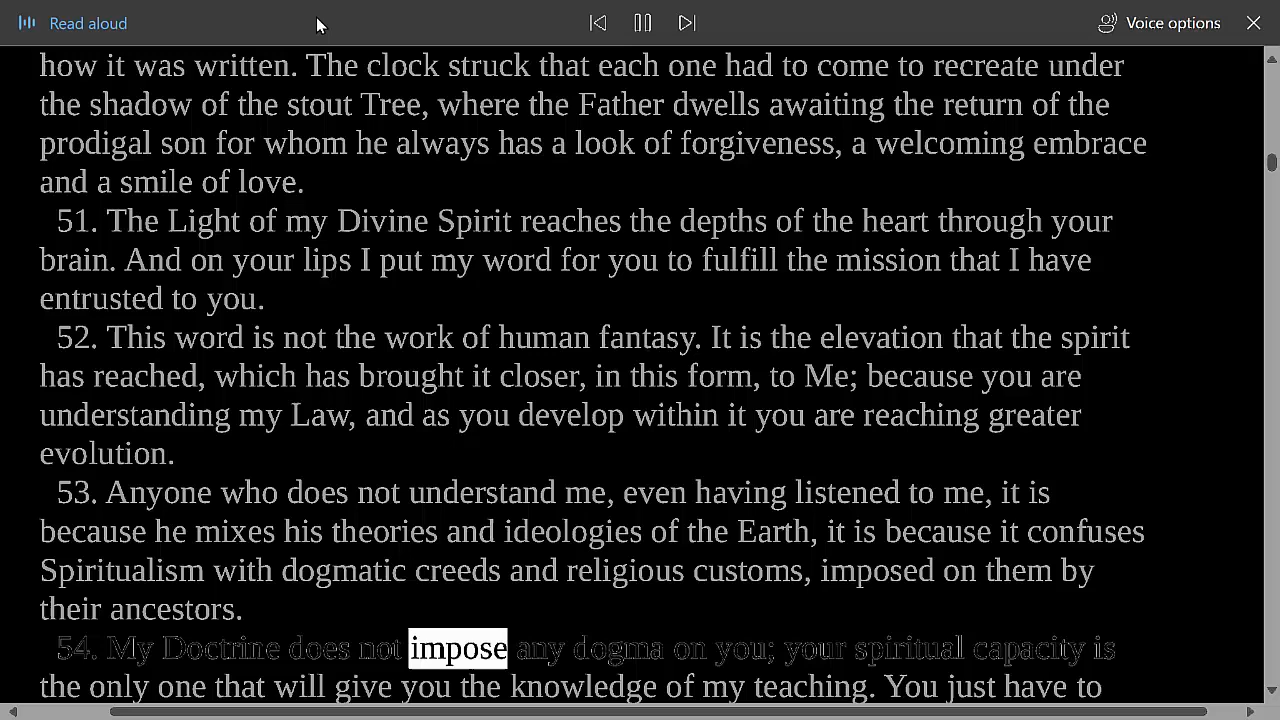 Read aloud
Voice options
how it was written. The clock struck that each one had to come to recreate under
the shadow of the stout Tree, where the Father dwells awaiting the return of the
prodigal son for whom he always has a look of forgiveness, a welcoming embrace
and a smile of love.
51. The Light of my Divine Spirit reaches the depths of the heart through your
brain. And on your lips I put my word for you to fulfill the mission that I have
entrusted to you.
52. This word is not the work of human fantasy. It is the elevation that the spirit
has reached, which has brought it closer, in this form, to Me; because you are
understanding my Law, and as you develop within it you are reaching greater
evolution.
53. Anyone who does not understand me, even having listened to me, it is
because he mixes his theories and ideologies of the Earth, it is because it confuses
Spiritualism with dogmatic creeds and religious customs, imposed on them by
their ancestors.
54. My Doctrine does not impose any dogma on you; your spiritual capacity is
the only one that will give you the knowledge of my teaching. You just have to